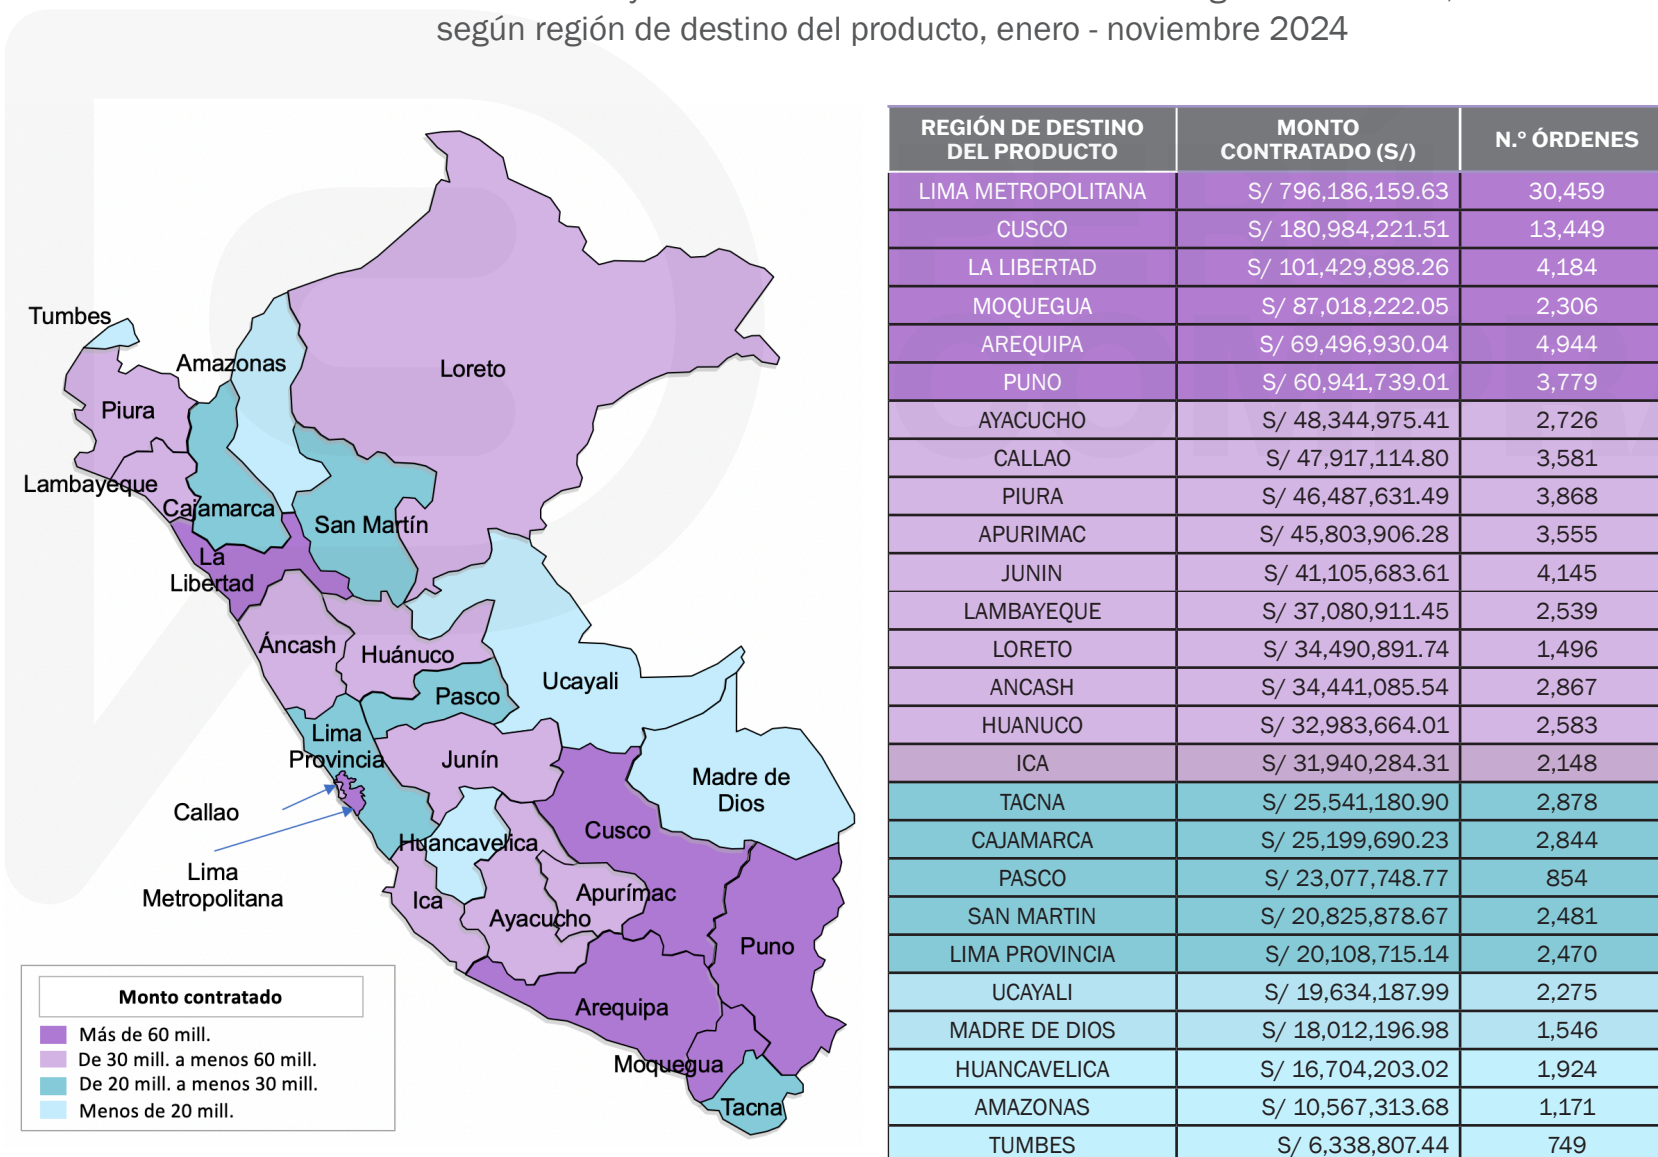 según región de destino del producto, enero - noviembre 2024
Tumbes
Amazonas
Loreto
Piura
Lambayeque
Cajamarca
San Martín
La
Libertad
Áncash
Huánuco
Ucayali
Pasco
Lima
Provincia
Junín
Madre de
Dios
Callao
Cusco
Huancavelica
Lima
Metropolitana
Ica
Apurímac
Ayacucho
Puno
Arequipa
Moquegua
Tacna
Monto contratado
Más de 60 mill.
De 30 mill. a menos 60 mill.
De 20 mill. a menos 30 mill.
Menos de 20 mill.
REGIÓN DE DESTINO DEL PRODUCTO MONTO CONTRATADO (S/) N.º ÓRDENES
LIMA METROPOLITANA S/ 796,186,159.63 30,459
CUSCO S/ 180,984,221.51 13,449
LA LIBERTAD S/ 101,429,898.26 4,184
MOQUEGUA S/ 87,018,222.05 2,306
AREQUIPA S/ 69,496,930.04 4,944
PUNO S/ 60,941,739.01 3,779
AYACUCHO S/ 48,344,975.41 2,726
CALLAO S/ 47,917,114.80 3,581
PIURA S/ 46,487,631.49 3,868
APURIMAC S/ 45,803,906.28 3,555
JUNIN S/ 41,105,683.61 4,145
LAMBAYEQUE S/ 37,080,911.45 2,539
LORETO S/ 34,490,891.74 1,496
ANCASH S/ 34,441,085.54 2,867
HUANUCO S/ 32,983,664.01 2,583
ICA S/ 31,940,284.31 2,148
TACNA S/ 25,541,180.90 2,878
CAJAMARCA S/ 25,199,690.23 2,844
PASCO S/ 23,077,748.77 854
SAN MARTIN S/ 20,825,878.67 2,481
LIMA PROVINCIA S/ 20,108,715.14 2,470
UCAYALI S/ 19,634,187.99 2,275
MADRE DE DIOS S/ 18,012,196.98 1,546
HUANCAVELICA S/ 16,704,203.02 1,924
AMAZONAS S/ 10,567,313.68 1,171
TUMBES S/ 6,338,807.44 749